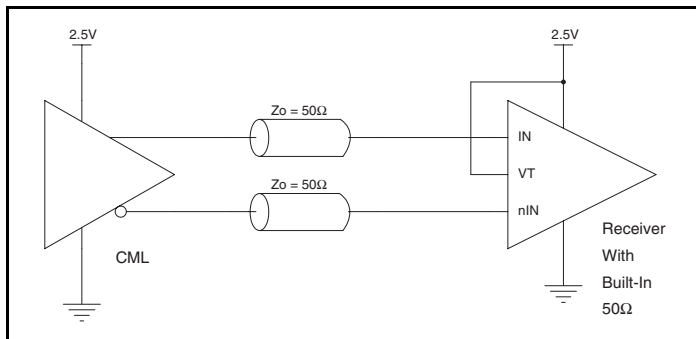 2.5V
2.5V
Zo = 50Ω
IN
VT
Zo = 50Ω
nIN
CML
Receiver
With
Built-In
50Ω